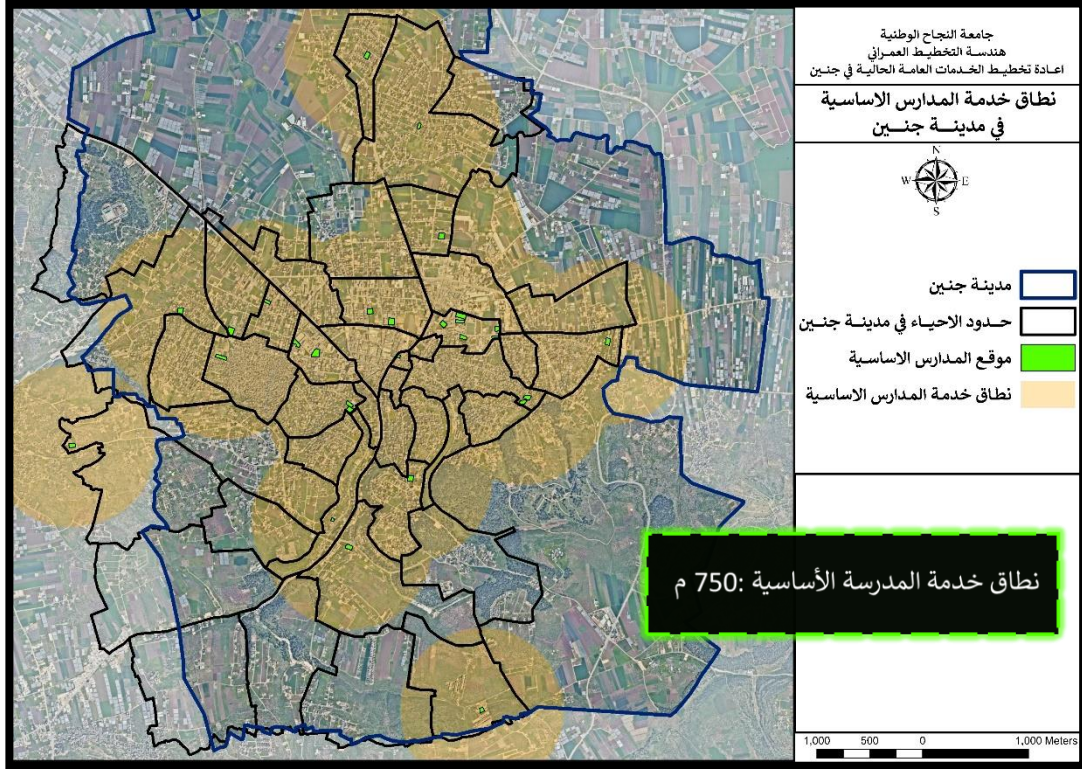 جامعة النجاح الوطنية
هندسة التخطيط العمراني
اعادة تخطيط الخدمات العامة الحالية في جنين
نطاق خدمة المدارس الاساسية
في مدينة جنين
N
W E
S
مدينة جنين
حدود الاحياء في مدينة جنين
موقع المدارس الاساسية
نطاق خدمة المدارس الاساسية
نطاق خدمة المدرسة الأساسية :750 م
1,000 500 0 1,000 Meters